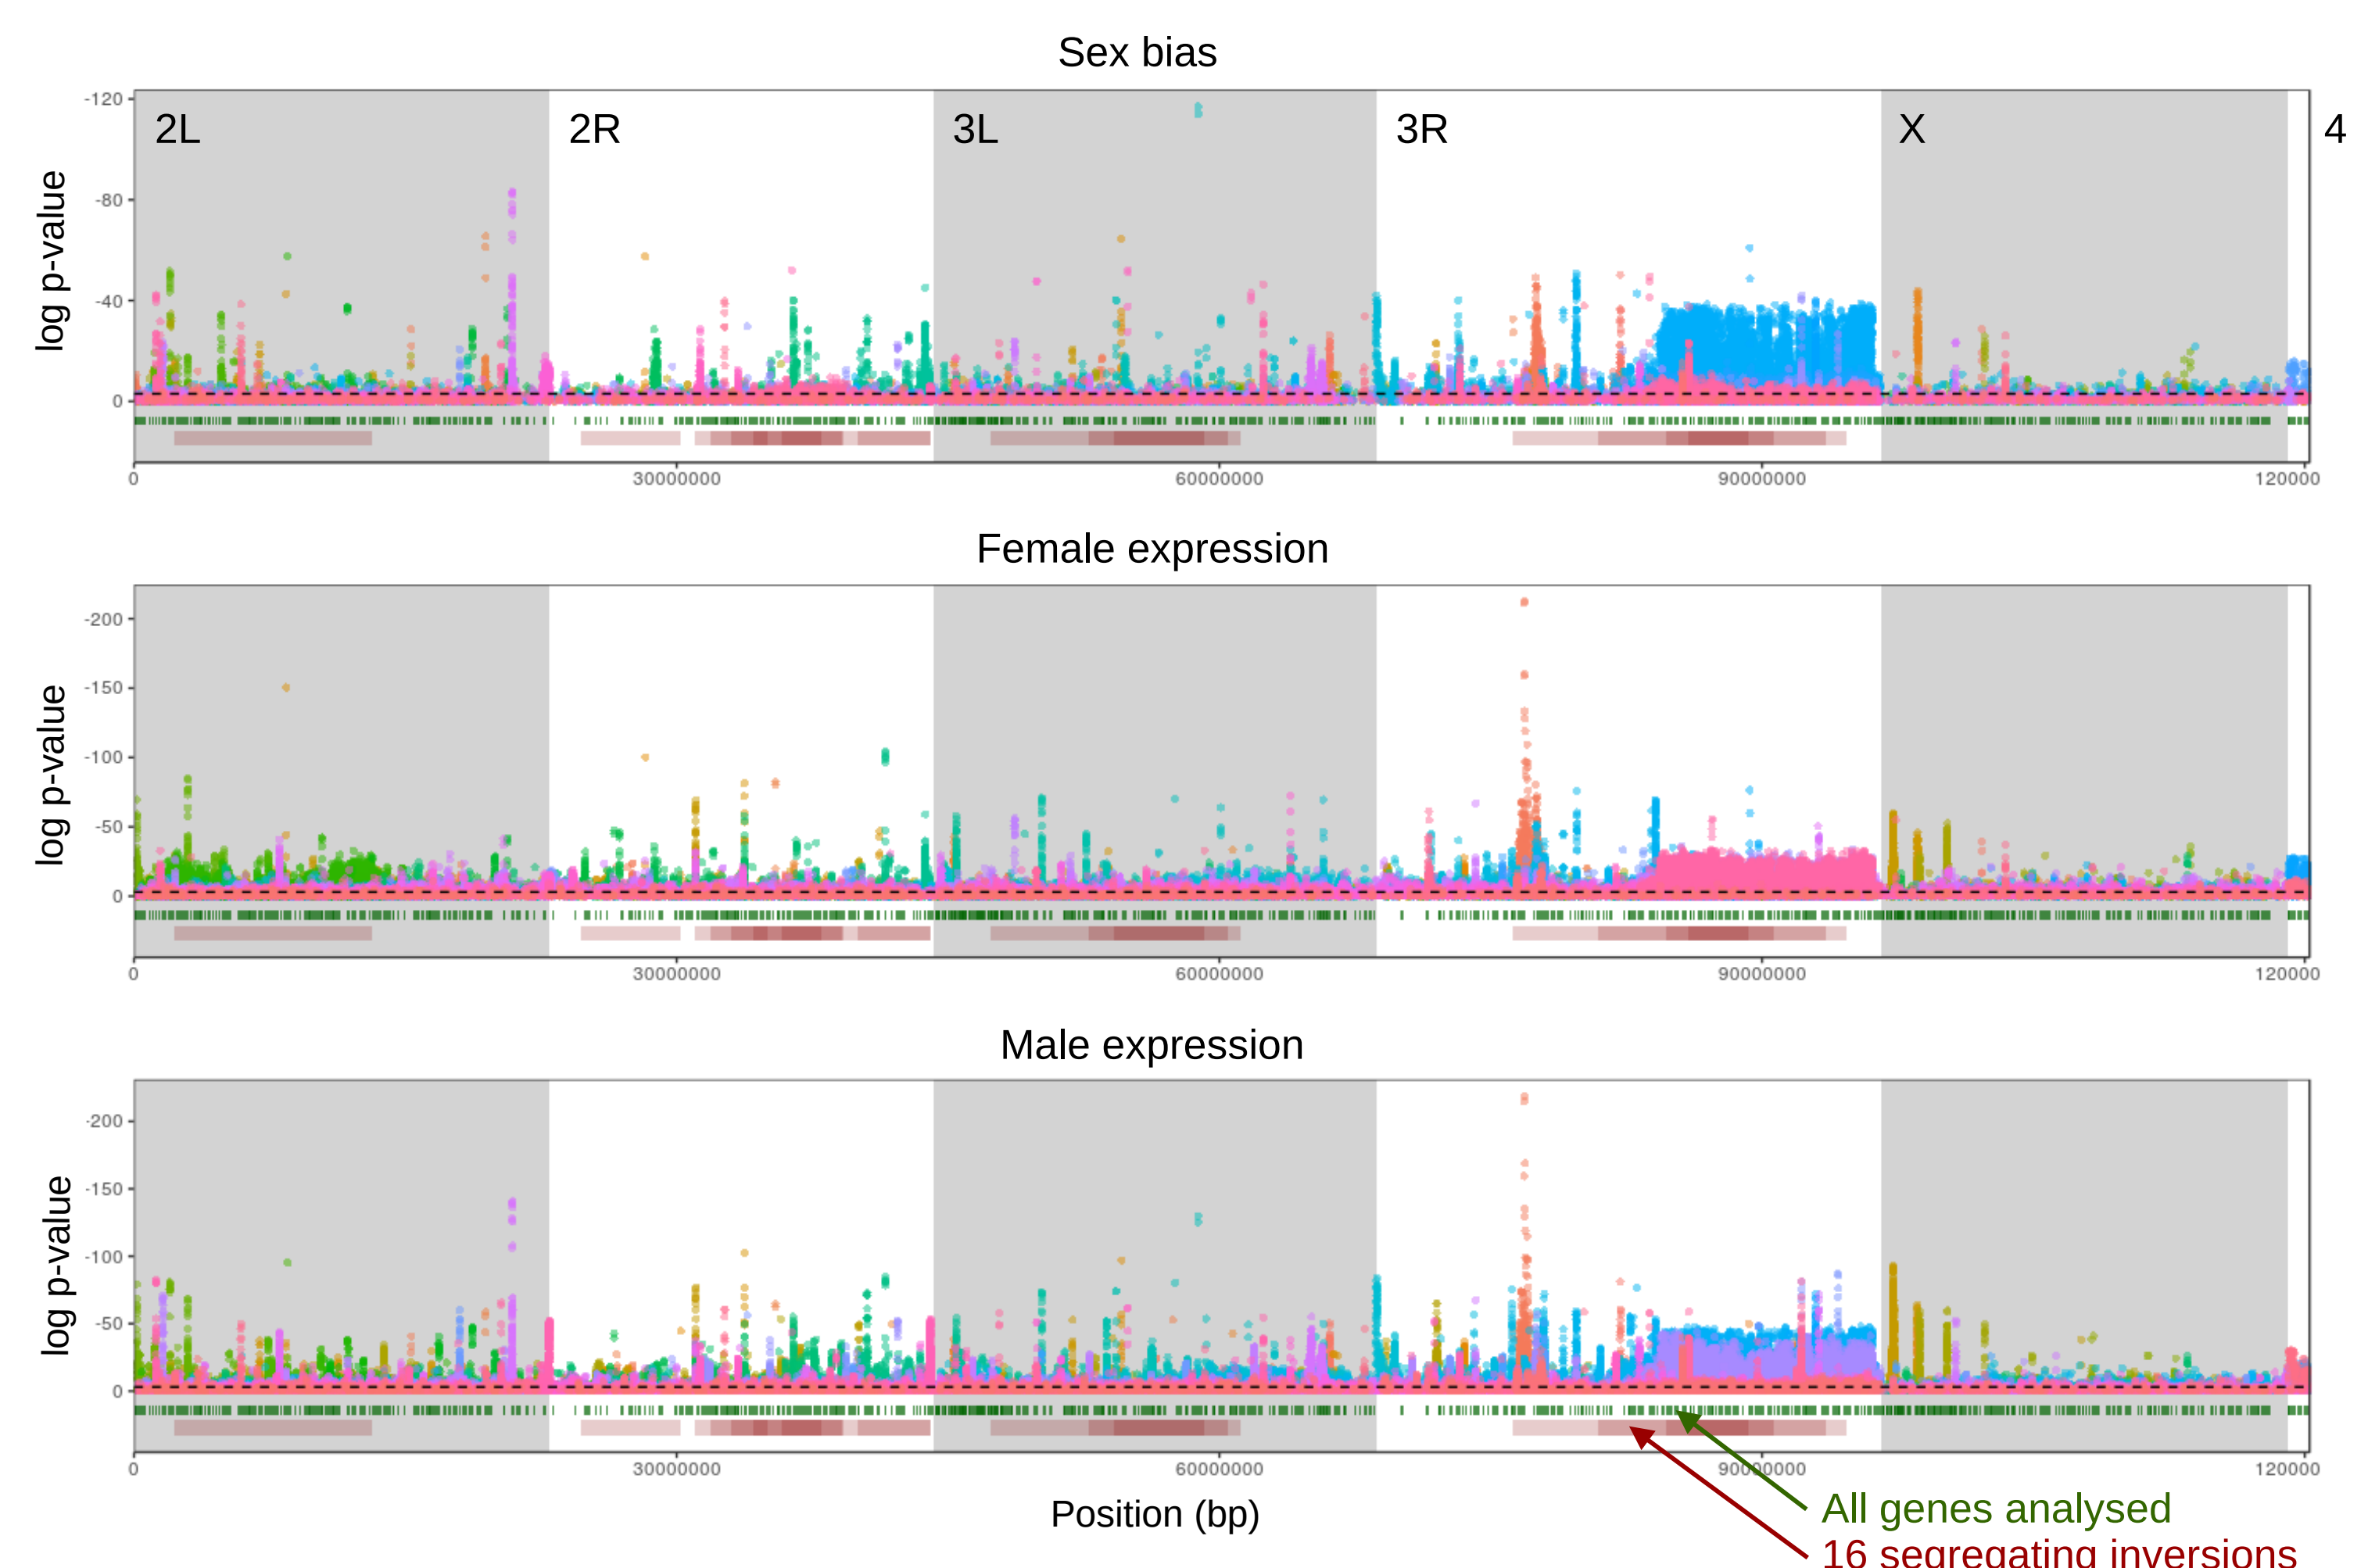 Sex bias
-120
2L
2R
3L
3R
X
4
-80
-40
0
log p-value
0
30000000
60000000
90000000
120000
Female expression
-200
-150
-100
-50
0
log p-value
0
30000000
60000000
90000000
120000
Male expression
-200
-150
-100
-50
0
log p-value
0
30000000
60000000
90000000
120000
Position (bp)
All genes analysed
16 segregating inversions